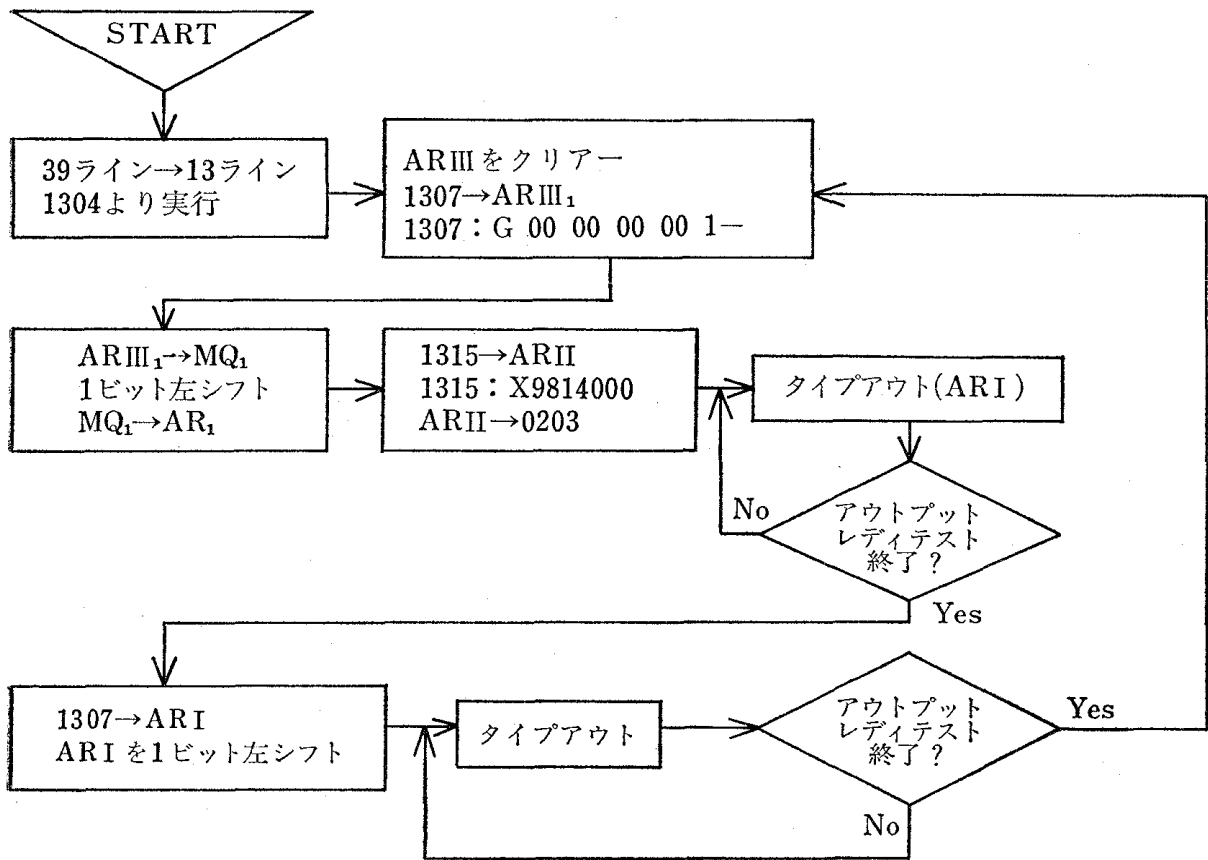 START
39ライン→13ライン
1304より実行
ARIIIをクリアー
1307→ARIII₁
1307：G 00 00 00 00 1−
ARIII₁→MQ₁
1ビット左シフト
MQ₁→AR₁
1315→ARII
1315：X9814000
ARII→0203
タイプアウト(ARI)
No
アウトプット
レディテスト
終了？
Yes
1307→ARI
ARIを1ビット左シフト
タイプアウト
アウトプット
レディテスト
終了？
Yes
No